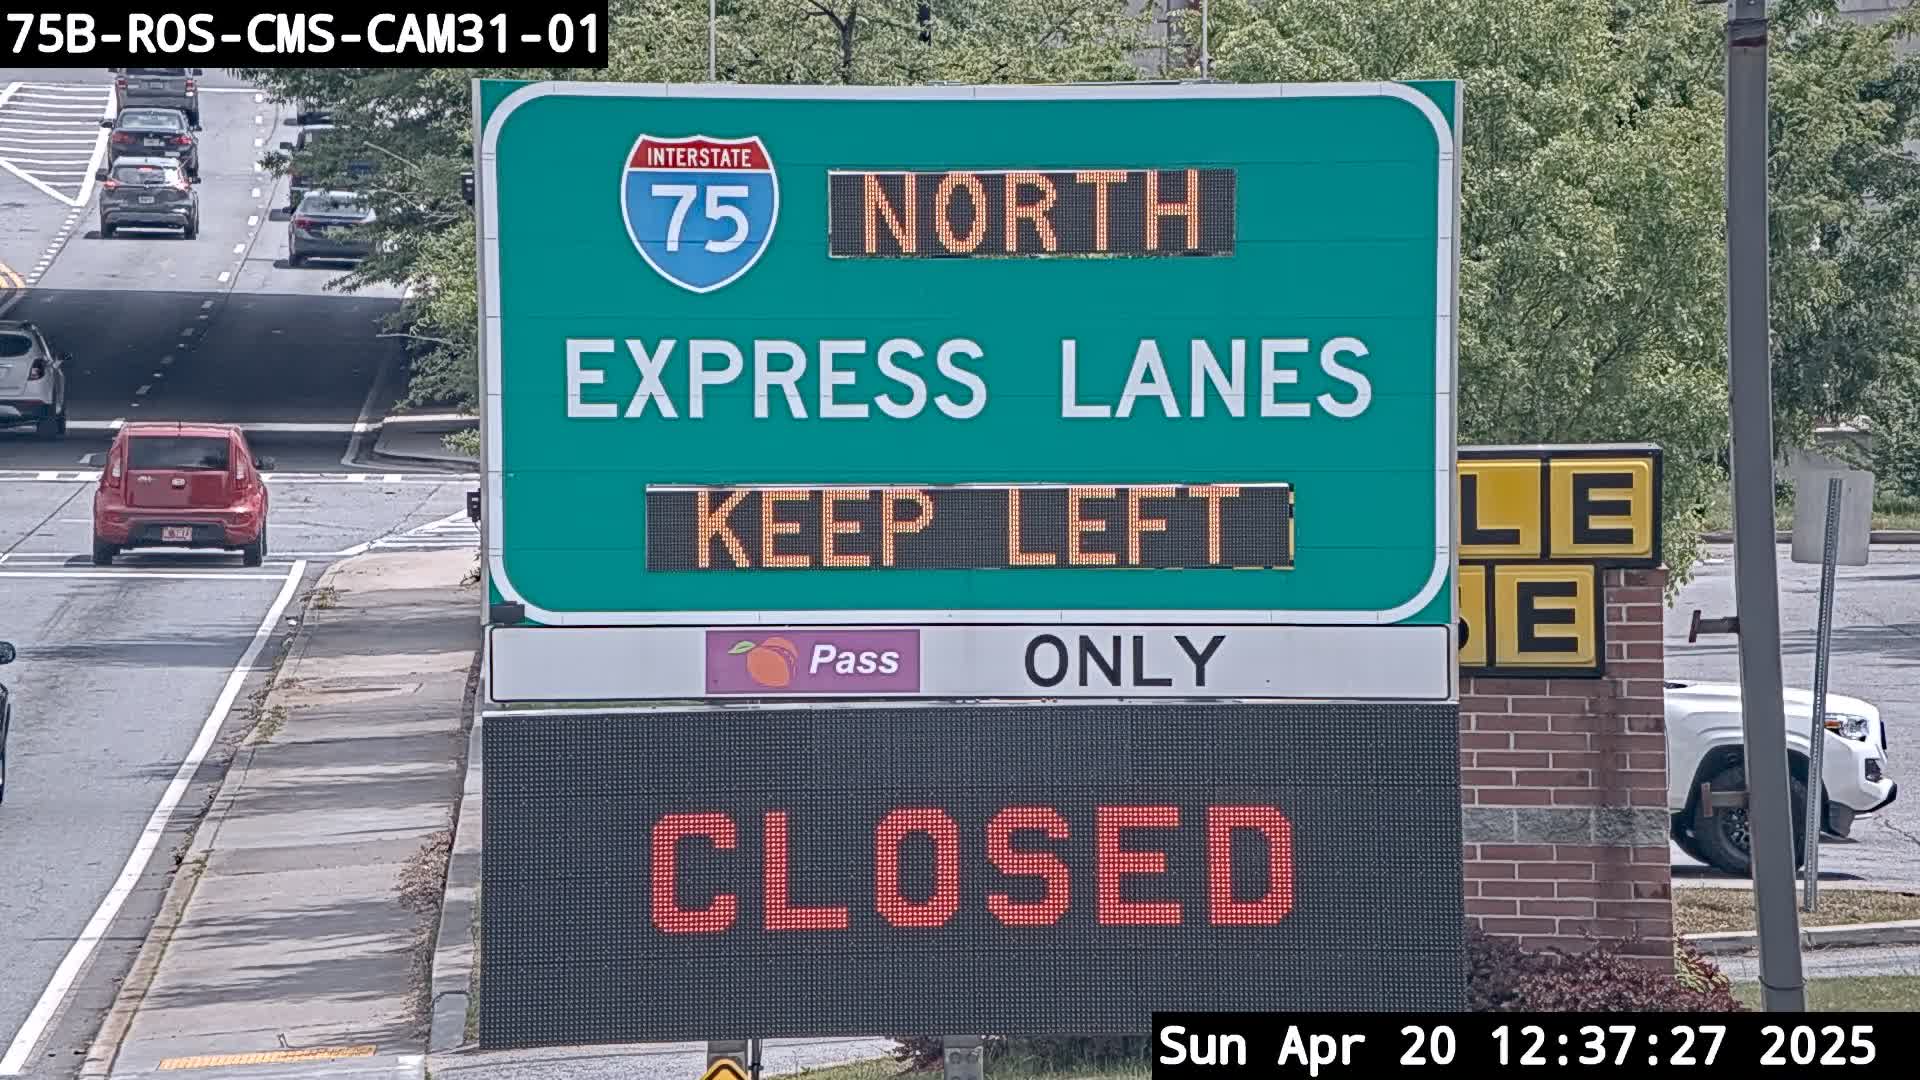 75B-ROS-CMS-CAM31-01
INTERSTATE
75
NORTH
EXPRESS LANES
KEEP LEFT
Pass ONLY
CLOSED
LE
E
Sun Apr 20 12:37:27 2025